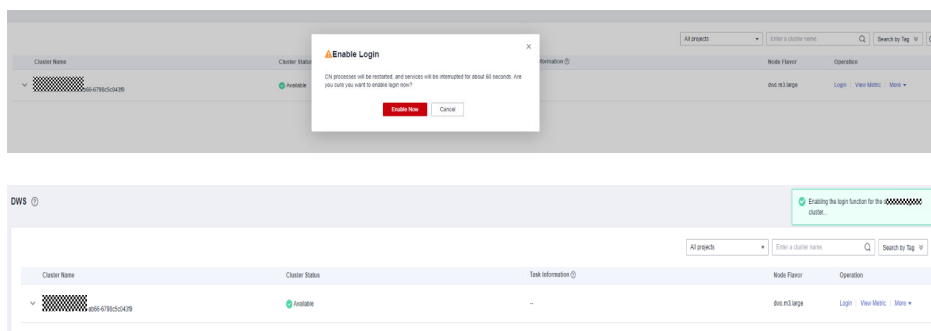 All projects
Enter a cluster name.
Search by Tag
Cluster Name
Cluster Status
formation
Node Flavor
Operation
Enable Login
CN processes will be restarted, and services will be interrupted for about 60 seconds. Are
you sure you want to enable login now?
Enable Now
Cancel
b66-6798c5c043f9
Available
dws.m3.large
Login
View Metric
More
DWS
Enabling the login function for the d
cluster...
All projects
Enter a cluster name.
Search by Tag
Cluster Name
Cluster Status
Task Information
Node Flavor
Operation
ab66-6798c5c043f9
Available
--
dws.m3.large
Login
View Metric
More